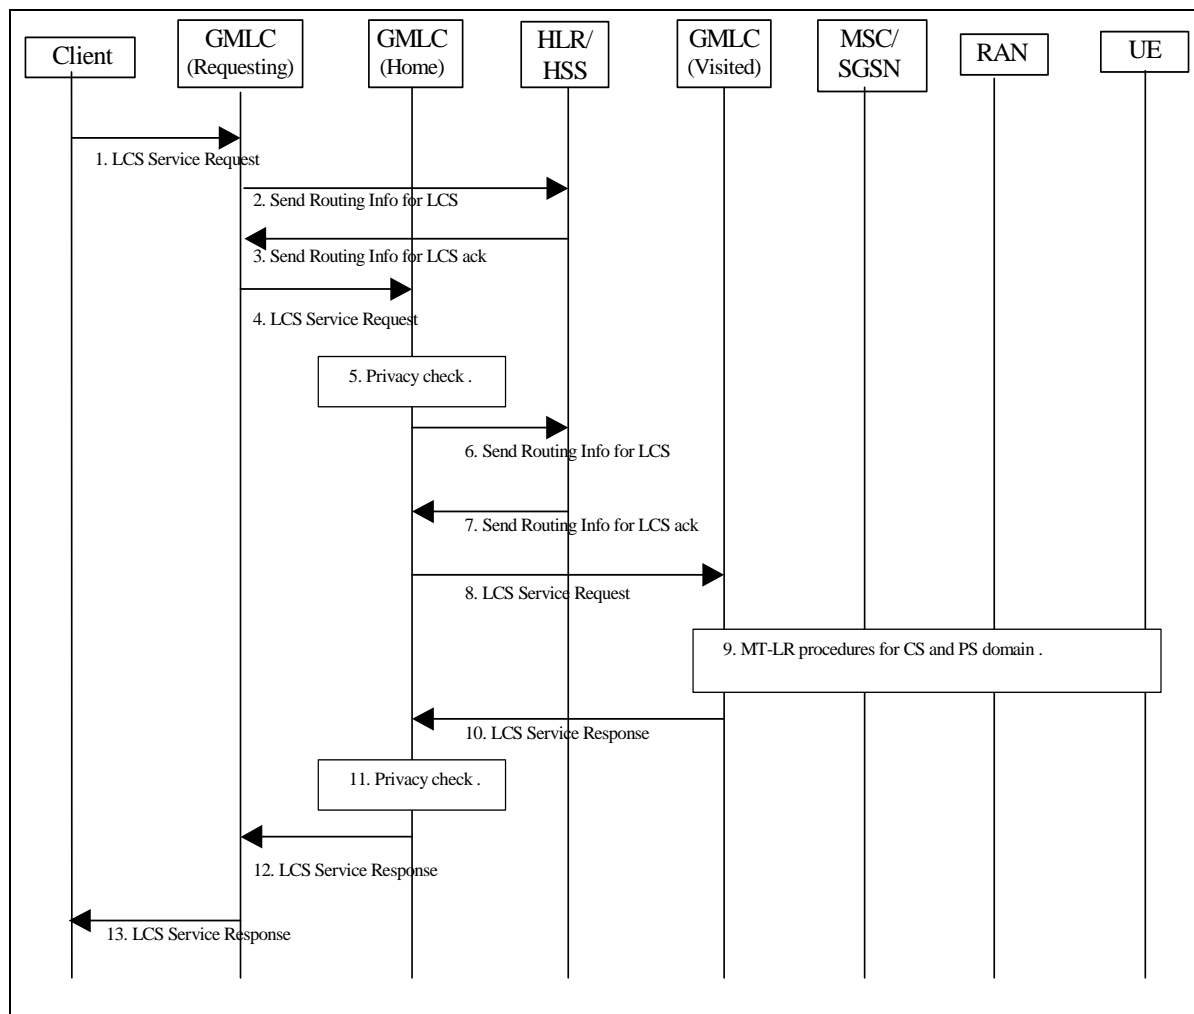 Client
GMLC
(Requesting)
GMLC
(Home)
HLR/
HSS
GMLC
(Visited)
MSC/
SGSN
RAN
UE
1. LCS Service Request
2. Send Routing Info for LCS
3. Send Routing Info for LCS ack
4. LCS Service Request
5. Privacy check .
6. Send Routing Info for LCS
7. Send Routing Info for LCS ack
8. LCS Service Request
9. MT-LR procedures for CS and PS domain .
10. LCS Service Response
11. Privacy check .
12. LCS Service Response
13. LCS Service Response